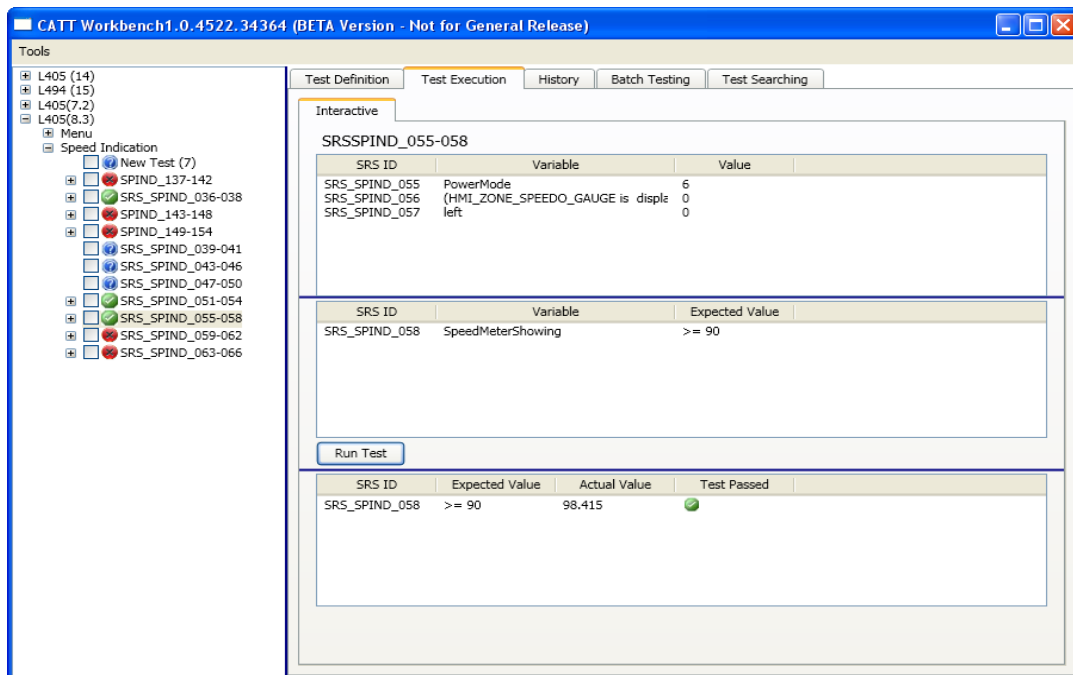 CATT Workbench1.0.4522.34364 (BETA Version - Not for General Release)
Tools
L405 (14)
L494 (15)
L405(7.2)
L405(8.3)
Menu
Speed Indication
New Test (7)
SPIND_137-142
SRS_SPIND_036-038
SPIND_143-148
SPIND_149-154
SRS_SPIND_039-041
SRS_SPIND_043-046
SRS_SPIND_047-050
SRS_SPIND_051-054
SRS_SPIND_055-058
SRS_SPIND_059-062
SRS_SPIND_063-066
Test Definition Test Execution History Batch Testing Test Searching
Interactive
SRSSPIND_055-058
SRS ID Variable Value
SRS_SPIND_055 PowerMode 6
SRS_SPIND_056 (HMI_ZONE_SPEEDO_GAUGE is displa 0
SRS_SPIND_057 left 0
SRS ID Variable Expected Value
SRS_SPIND_058 SpeedMeterShowing >= 90
Run Test
SRS ID Expected Value Actual Value Test Passed
SRS_SPIND_058 >= 90 98.415